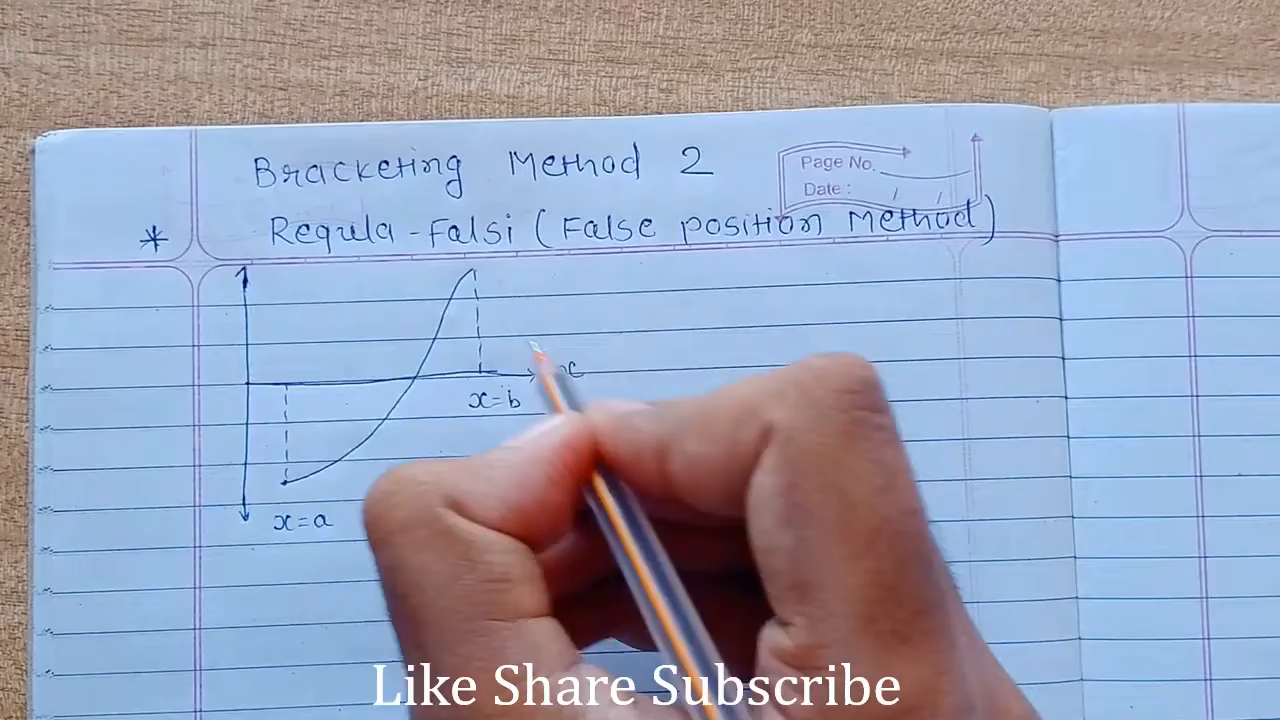 Bracketing Method 2
Page No.
Date : / /
* Regula-Falsi (False position Method)
x
x=b
x=a
Like Share Subscribe